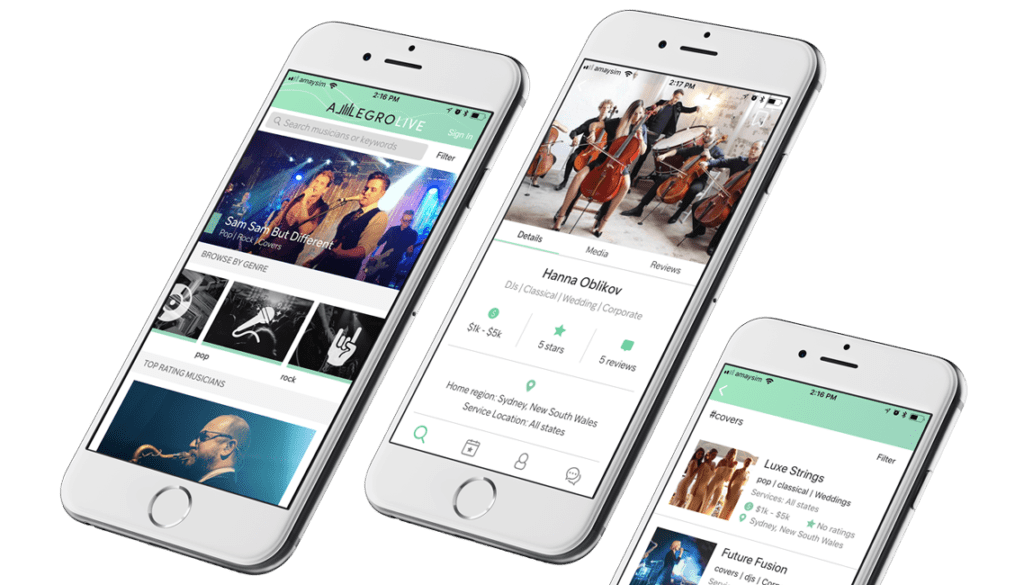 amaysim
2:16 PM
ALLEGROLIVE
Sign in
Search musicians or keywords
Filter
Sam Sam But Different
Pop | Rock | Covers
BROWSE BY GENRE
pop
rock
TOP RATING MUSICIANS
amaysim
2:17 PM
Details
Media
Reviews
Hanna Oblikov
DJs | Classical | Wedding | Corporate
$1k - $5k
5 stars
5 reviews
Home region: Sydney, New South Wales
Service Location: All states
amaysim
2:16 PM
#covers
Filter
Luxe Strings
pop | classical | Weddings
Services: All states
$1k - $5k
No ratings
Sydney, New South Wales
Future Fusion
covers | djs | Cor